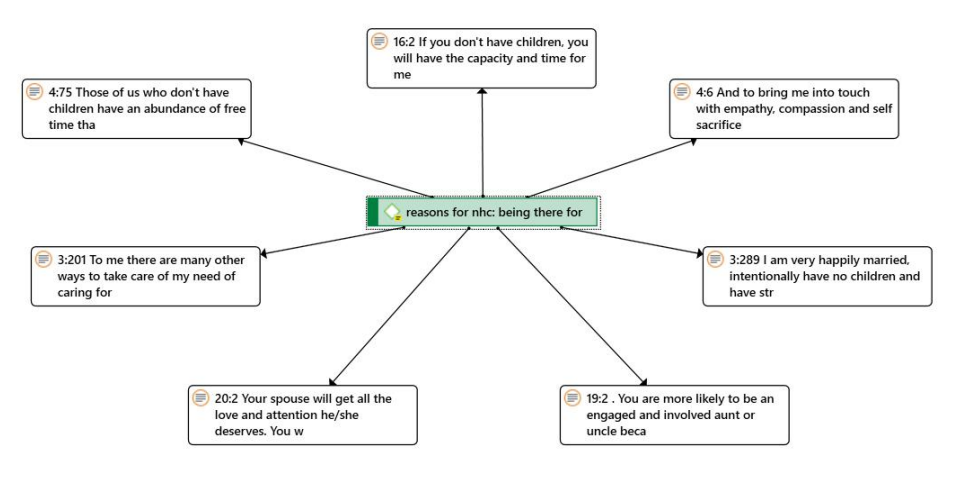 16:2 If you don't have children, you
will have the capacity and time for
me
4:75 Those of us who don't have
children have an abundance of free
time tha
4:6 And to bring me into touch
with empathy, compassion and self
sacrifice
reasons for nhc: being there for
3:201 To me there are many other
ways to take care of my need of
caring for
3:289 I am very happily married,
intentionally have no children and
have str
20:2 Your spouse will get all the
love and attention he/she
deserves. You w
19:2 . You are more likely to be an
engaged and involved aunt or
uncle beca